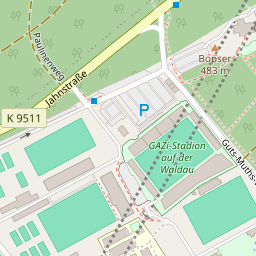 Paulinenweg
Jahnstraße
Bopser
483 m
K 9511
P
GAZi-Stadion
auf der
Waldau
Guts-Muths-